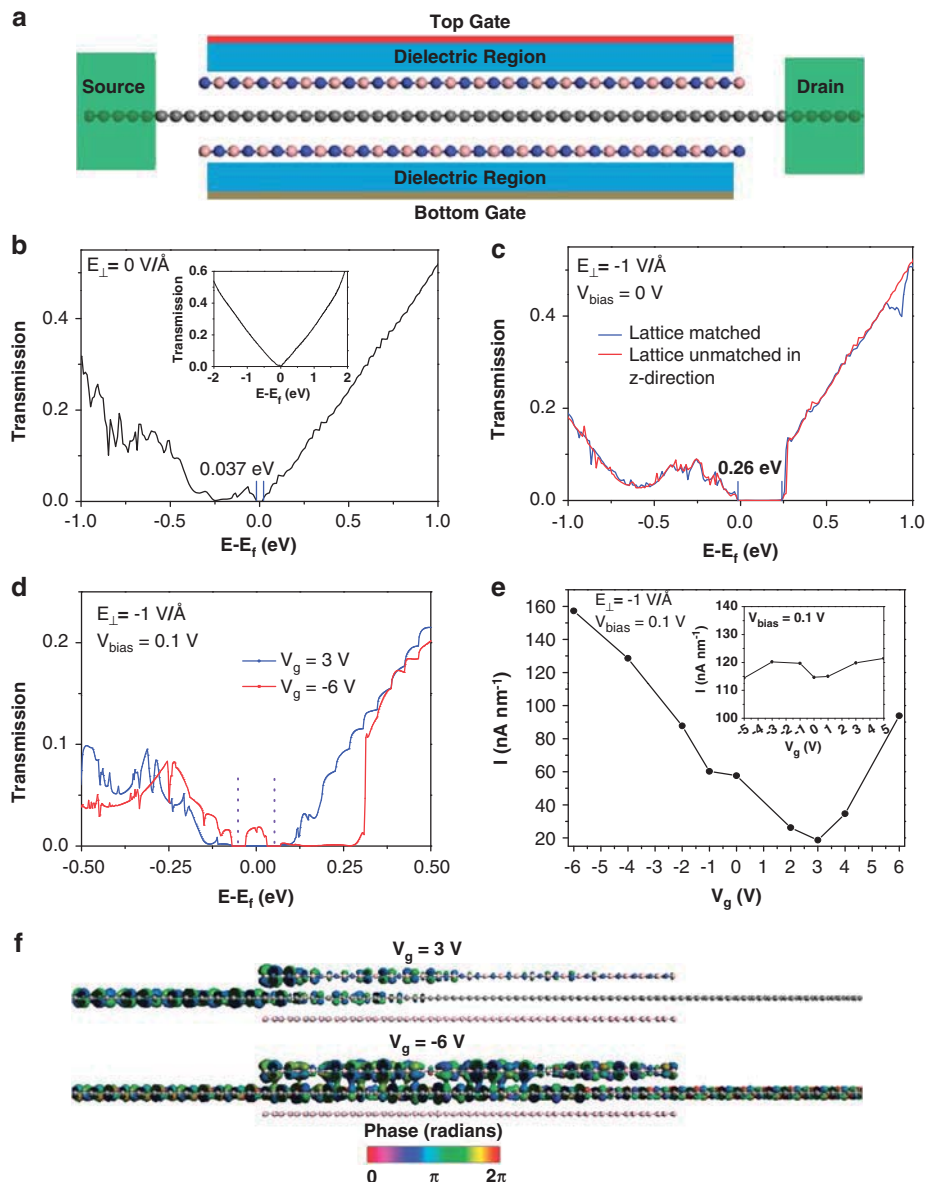 a
Top Gate
Dielectric Region
Source
Drain
Dielectric Region
Bottom Gate
b
E⊥= 0 V/Å
0.6
0.4
0.2
0.0
Transmission
-2 -1 0 1 2
E-Ef (eV)
0.037 eV
0.4
0.2
0.0
Transmission
-1.0 -0.5 0.0 0.5 1.0
E-Ef (eV)
c
E⊥= -1 V/Å
Vbias = 0 V
Lattice matched
Lattice unmatched in
z-direction
0.26 eV
0.4
0.2
0.0
Transmission
-1.0 -0.5 0.0 0.5 1.0
E-Ef (eV)
d
E⊥= -1 V/Å
Vbias = 0.1 V
Vg = 3 V
Vg = -6 V
0.2
0.1
0.0
Transmission
-0.50 -0.25 0.00 0.25 0.50
E-Ef (eV)
e
E⊥= -1 V/Å
Vbias = 0.1 V
140
130
120
110
100
I (nA nm-1)
Vbias = 0.1 V
-5 -4 -3 -2 -1 0 1 2 3 4 5
Vg (V)
160
140
120
100
80
60
40
20
I (nA nm-1)
-6 -5 -4 -3 -2 -1 0 1 2 3 4 5 6
Vg (V)
f
Vg = 3 V
Vg = -6 V
Phase (radians)
0 π 2π